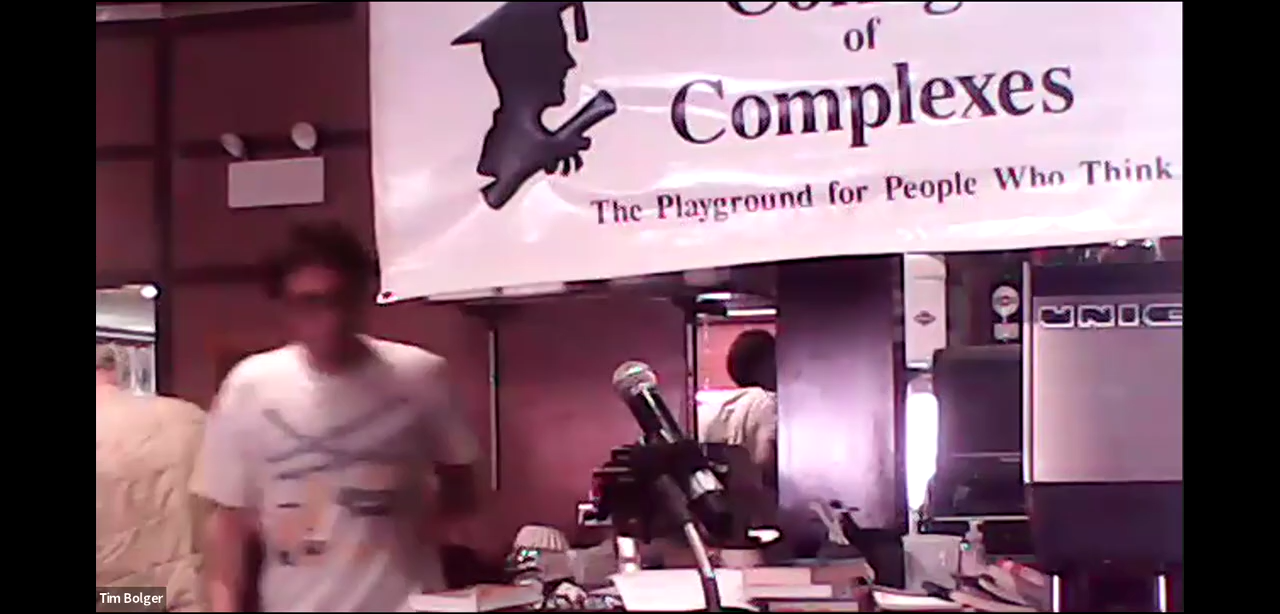 of
Complexes
The Playground for People Who Think
UNIC
Tim Bolger